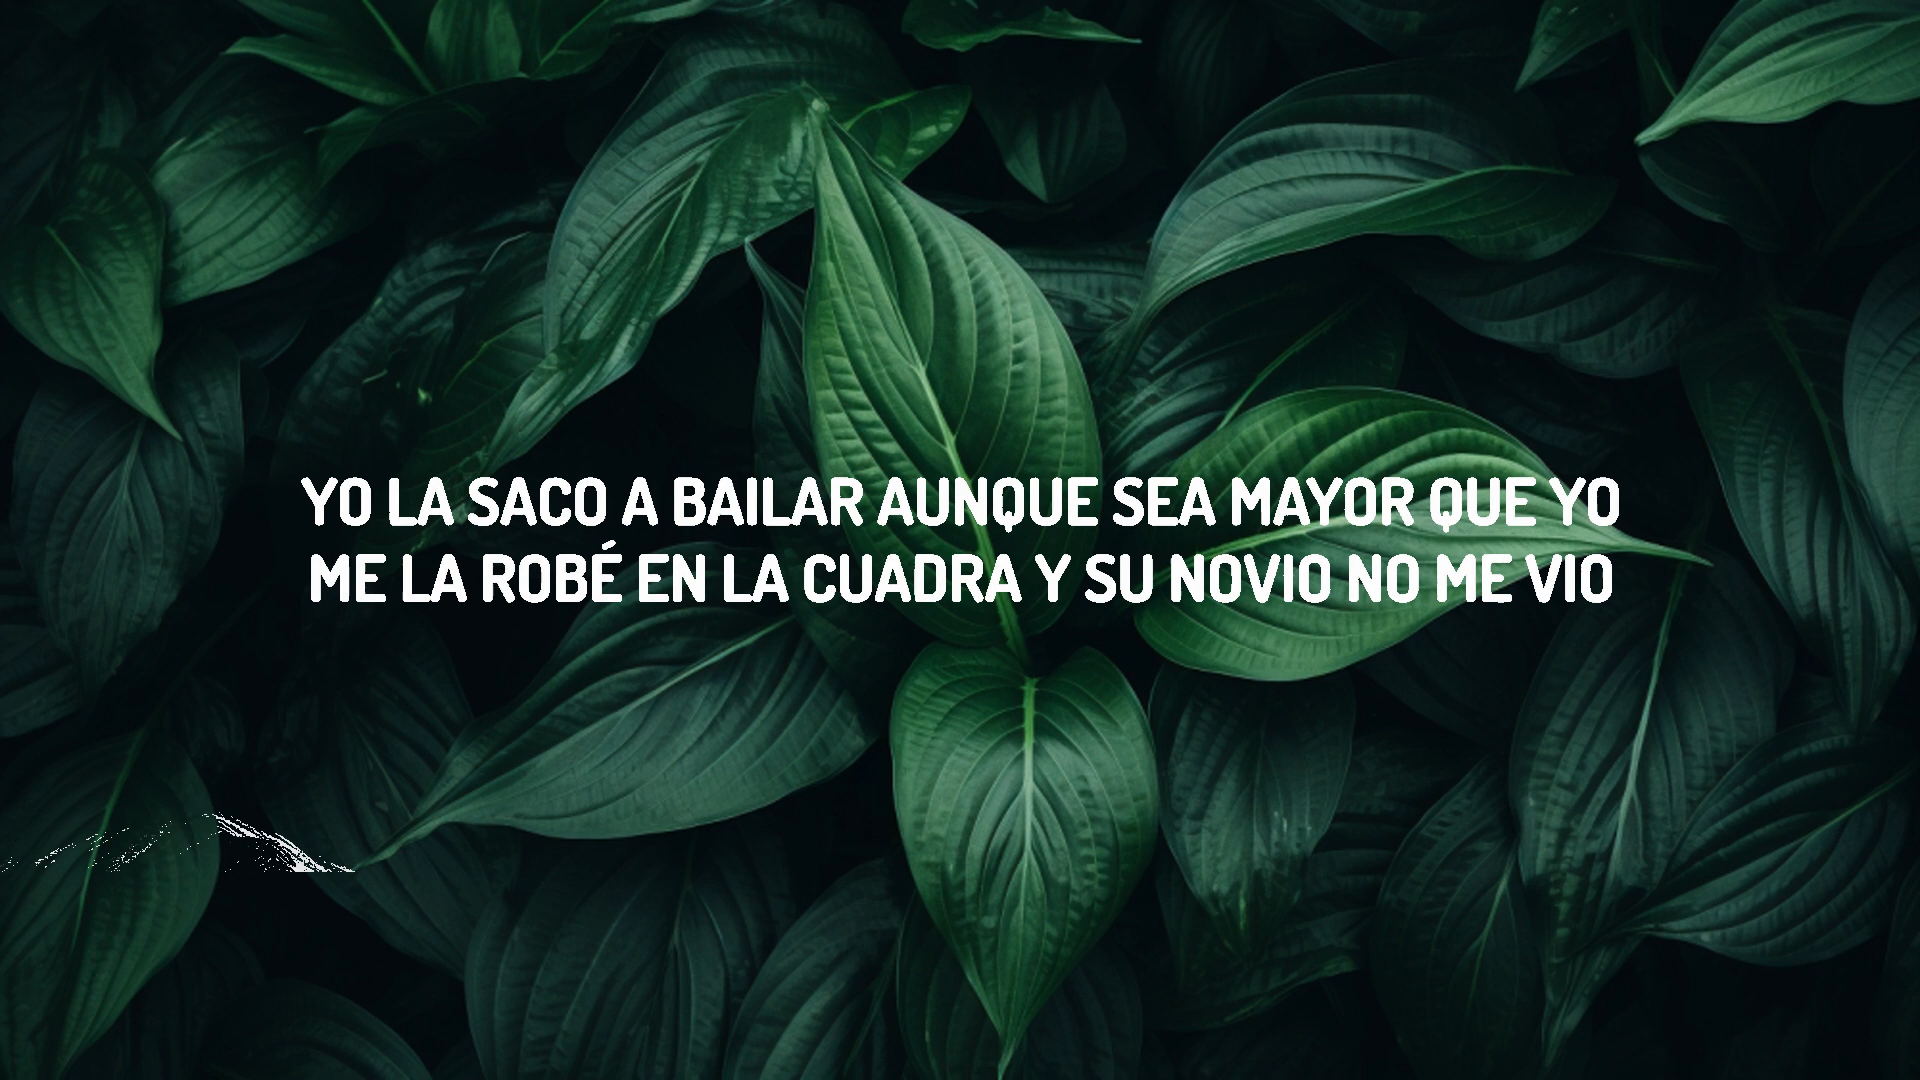 YO LA SACO A BAILAR AUNQUE SEA MAYOR QUE YO
ME LA ROBÉ EN LA CUADRA Y SU NOVIO NO ME VIO